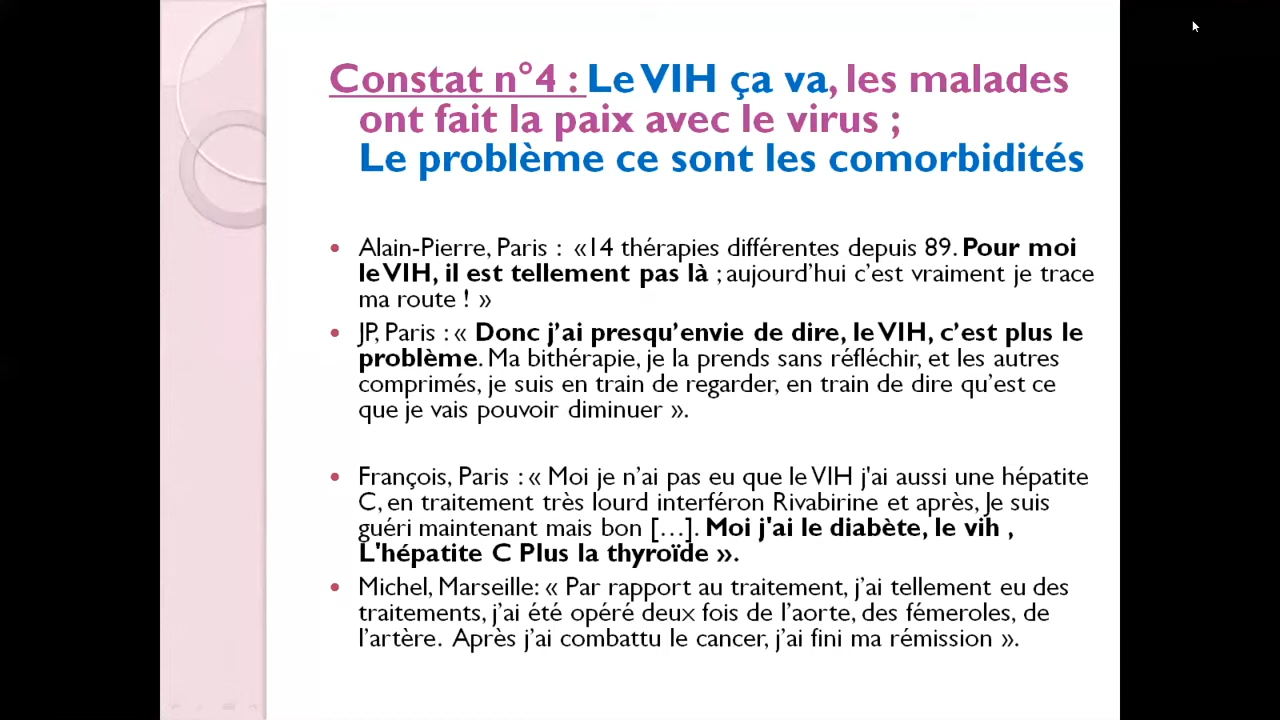 Constat n°4 : Le VIH ça va, les malades
ont fait la paix avec le virus ;
Le problème ce sont les comorbidités
• Alain-Pierre, Paris : «14 thérapies différentes depuis 89. Pour moi
le VIH, il est tellement pas là ; aujourd’hui c’est vraiment je trace
ma route ! »
• JP, Paris : « Donc j’ai presqu’envie de dire, le VIH, c’est plus le
problème. Ma bithérapie, je la prends sans réfléchir, et les autres
comprimés, je suis en train de regarder, en train de dire qu’est ce
que je vais pouvoir diminuer ».
• François, Paris : « Moi je n’ai pas eu que le VIH j'ai aussi une hépatite
C, en traitement très lourd interféron Rivabirine et après, Je suis
guéri maintenant mais bon […]. Moi j'ai le diabète, le vih ,
L'hépatite C Plus la thyroïde ».
• Michel, Marseille: « Par rapport au traitement, j’ai tellement eu des
traitements, j’ai été opéré deux fois de l’aorte, des fémeroles, de
l’artère. Après j’ai combattu le cancer, j’ai fini ma rémission ».